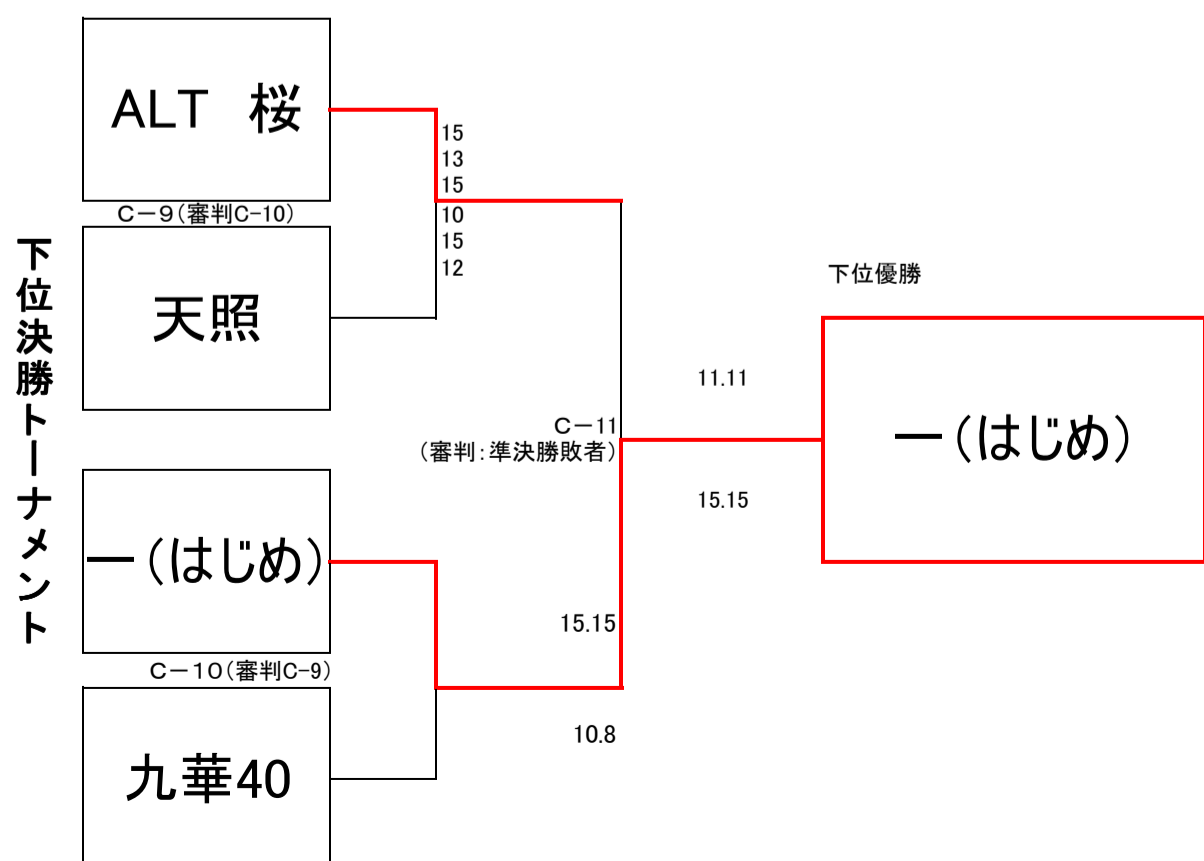 下位決勝トーナメント
ALT　桜
C－9(審判C-10)
天照
15
13
15
10
15
12
一(はじめ)
C－10(審判C-9)
九華40
15.15
10.8
C－11
(審判:準決勝敗者)
11.11
15.15
下位優勝
一(はじめ)